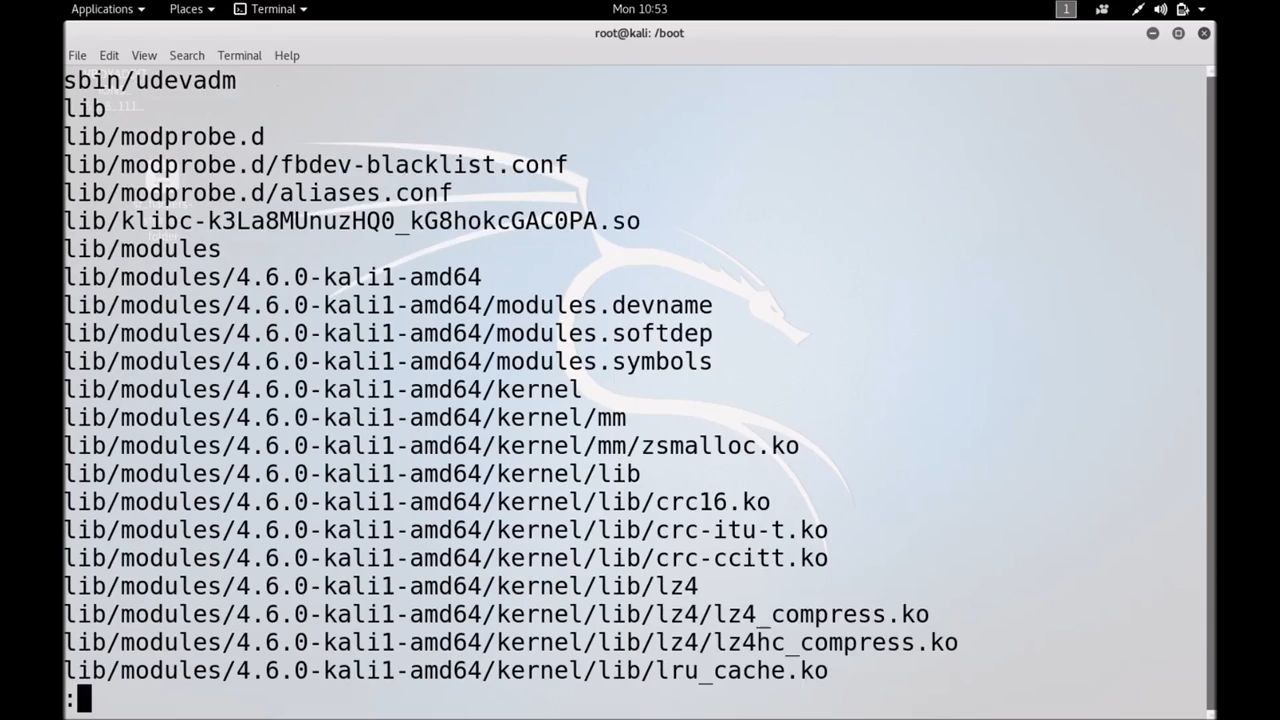 Applications Places Terminal Mon 10:53 1
root@kali: /boot
File Edit View Search Terminal Help
sbin/udevadm
lib
lib/modprobe.d
lib/modprobe.d/fbdev-blacklist.conf
lib/modprobe.d/aliases.conf
lib/klibc-k3La8MUnuzHQ0_kG8hokcGAC0PA.so
lib/modules
lib/modules/4.6.0-kali1-amd64
lib/modules/4.6.0-kali1-amd64/modules.devname
lib/modules/4.6.0-kali1-amd64/modules.softdep
lib/modules/4.6.0-kali1-amd64/modules.symbols
lib/modules/4.6.0-kali1-amd64/kernel
lib/modules/4.6.0-kali1-amd64/kernel/mm
lib/modules/4.6.0-kali1-amd64/kernel/mm/zsmalloc.ko
lib/modules/4.6.0-kali1-amd64/kernel/lib
lib/modules/4.6.0-kali1-amd64/kernel/lib/crc16.ko
lib/modules/4.6.0-kali1-amd64/kernel/lib/crc-itu-t.ko
lib/modules/4.6.0-kali1-amd64/kernel/lib/crc-ccitt.ko
lib/modules/4.6.0-kali1-amd64/kernel/lib/lz4
lib/modules/4.6.0-kali1-amd64/kernel/lib/lz4/lz4_compress.ko
lib/modules/4.6.0-kali1-amd64/kernel/lib/lz4/lz4hc_compress.ko
lib/modules/4.6.0-kali1-amd64/kernel/lib/lru_cache.ko
: